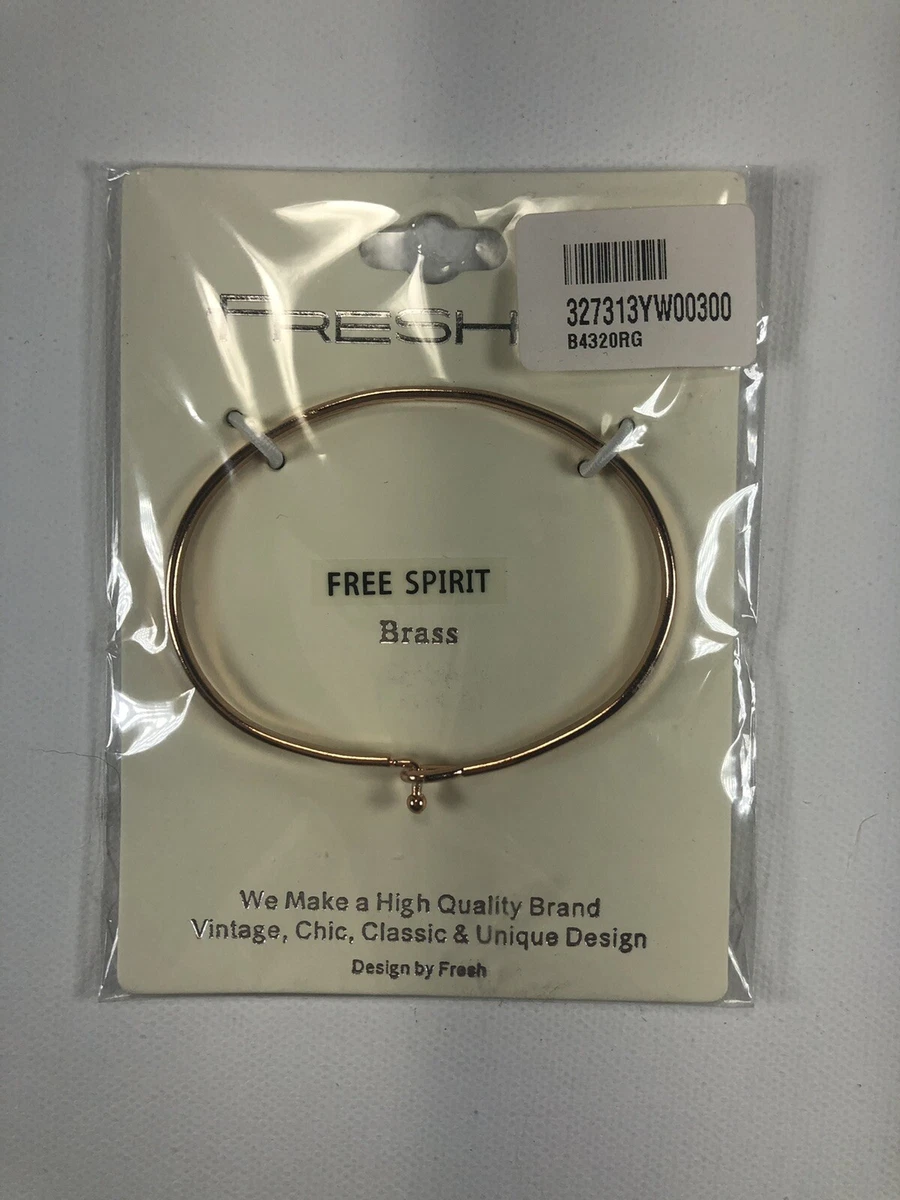 FRESH
327313YW00300
B4320RG
FREE SPIRIT
Brass
We Make a High Quality Brand
Vintage, Chic, Classic & Unique Design
Design by Fresh